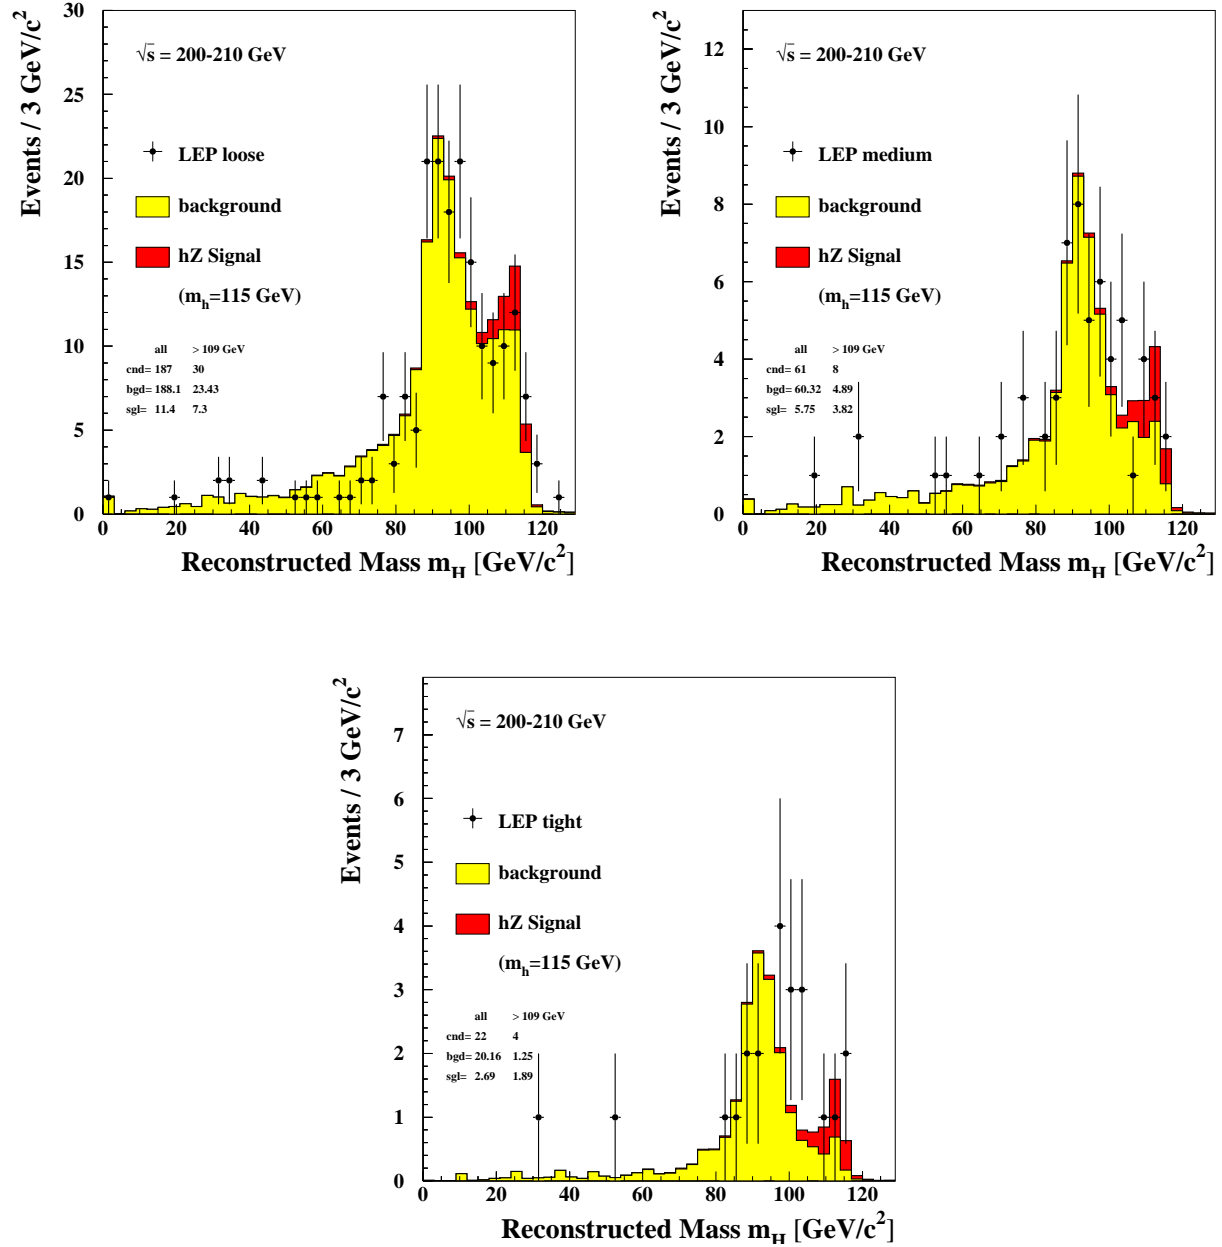 Events / 3 GeV/c²
30
25
20
15
10
5
0
√s = 200-210 GeV
LEP loose
background
hZ Signal
(mₕ=115 GeV)
all > 109 GeV
cnd= 187 30
bgd= 188.1 23.43
sgl= 11.4 7.3
0 20 40 60 80 100 120
Reconstructed Mass m_H [GeV/c²]
Events / 3 GeV/c²
12
10
8
6
4
2
0
√s = 200-210 GeV
LEP medium
background
hZ Signal
(mₕ=115 GeV)
all > 109 GeV
cnd= 61 8
bgd= 60.32 4.89
sgl= 5.75 3.82
0 20 40 60 80 100 120
Reconstructed Mass m_H [GeV/c²]
Events / 3 GeV/c²
7
6
5
4
3
2
1
0
√s = 200-210 GeV
LEP tight
background
hZ Signal
(mₕ=115 GeV)
all > 109 GeV
cnd= 22 4
bgd= 20.16 1.25
sgl= 2.69 1.89
0 20 40 60 80 100 120
Reconstructed Mass m_H [GeV/c²]